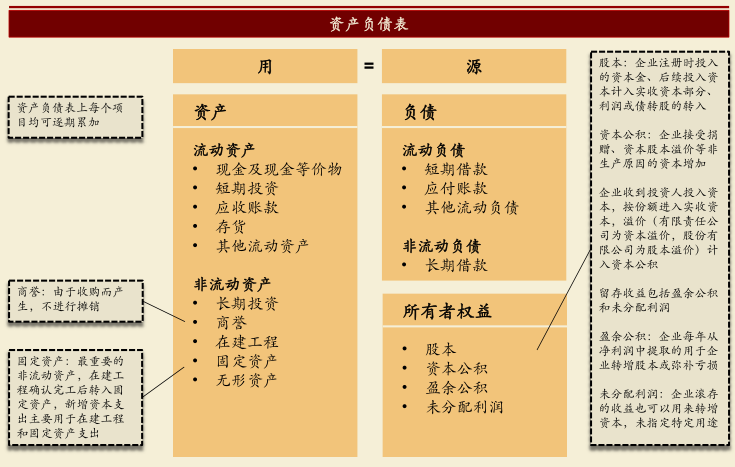 资产负债表
用
=
源
资产负债表上每个项
目均可逐期累加
商誉：由于收购而产
生，不进行摊销
固定资产：最重要的
非流动资产，在建工
程确认完工后转入固
定资产，新增资本支
出主要用于在建工程
和固定资产支出
资产
流动资产
• 现金及现金等价物
• 短期投资
• 应收账款
• 存货
• 其他流动资产
非流动资产
• 长期投资
• 商誉
• 在建工程
• 固定资产
• 无形资产
负债
流动负债
• 短期借款
• 应付账款
• 其他流动负债
非流动负债
• 长期借款
所有者权益
• 股本
• 资本公积
• 盈余公积
• 未分配利润
股本：企业注册时投入
的资本金、后续投入资
本计入实收资本部分、
利润或债转股的转入
资本公积：企业接受捐
赠、资本股本溢价等非
生产原因的资本增加
企业收到投资人投入资
本，按份额进入实收资
本，溢价（有限责任公
司为资本溢价，股份有
限公司为股本溢价）计
入资本公积
留存收益包括盈余公积
和未分配利润
盈余公积：企业每年从
净利润中提取的用于企
业转增股本或弥补亏损
未分配利润：企业滚存
的收益也可以用来转增
资本，未指定特定用途